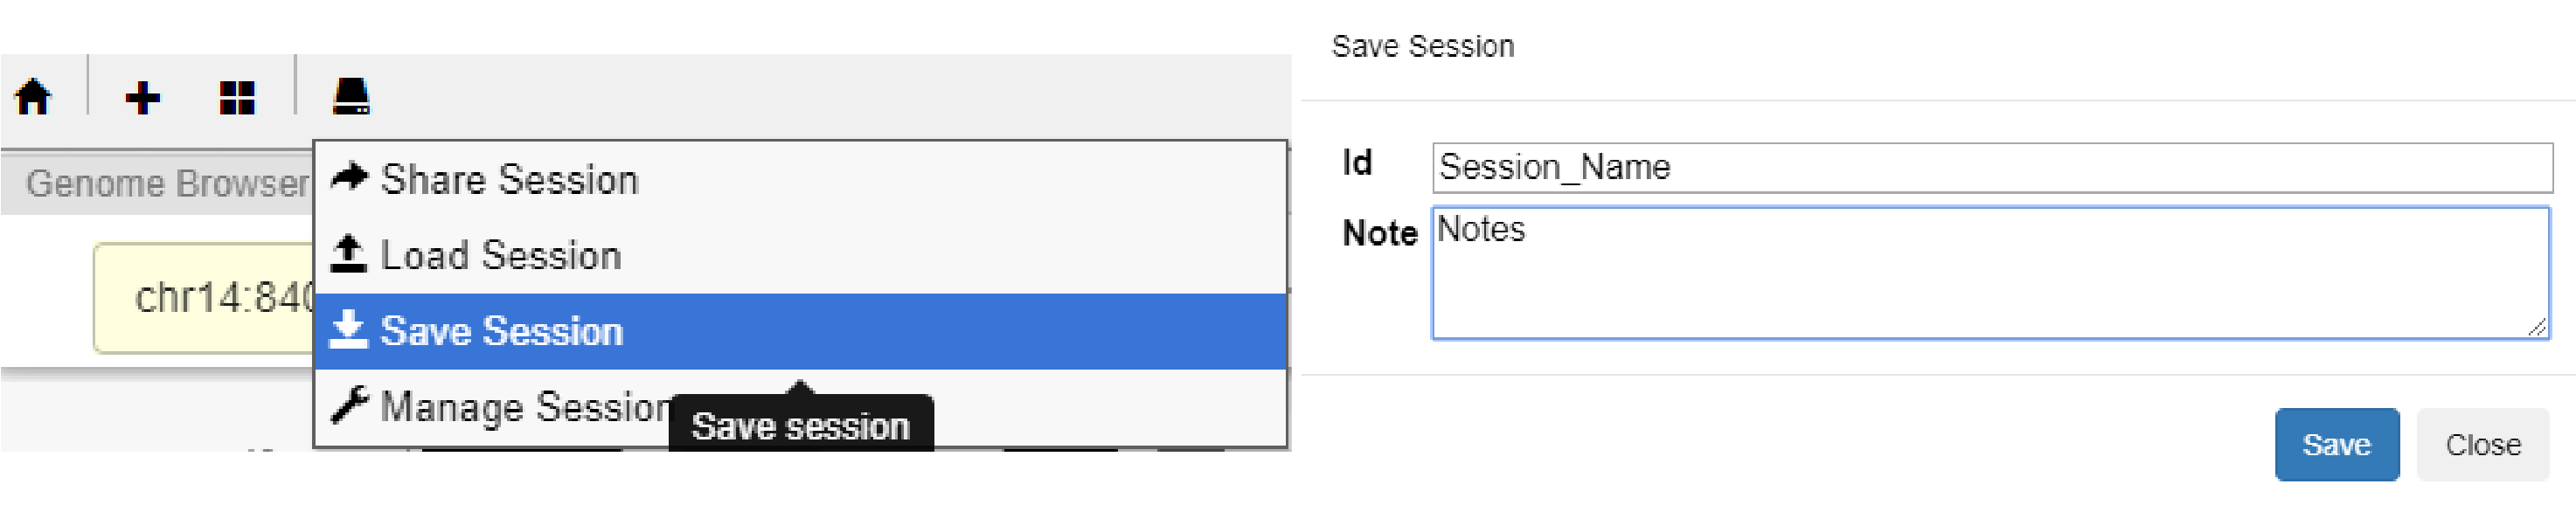 Genome Browser
chr14:840
Share Session
Load Session
Save Session
Manage Session
Save session
Save Session
Id Session_Name
Note Notes
Save Close